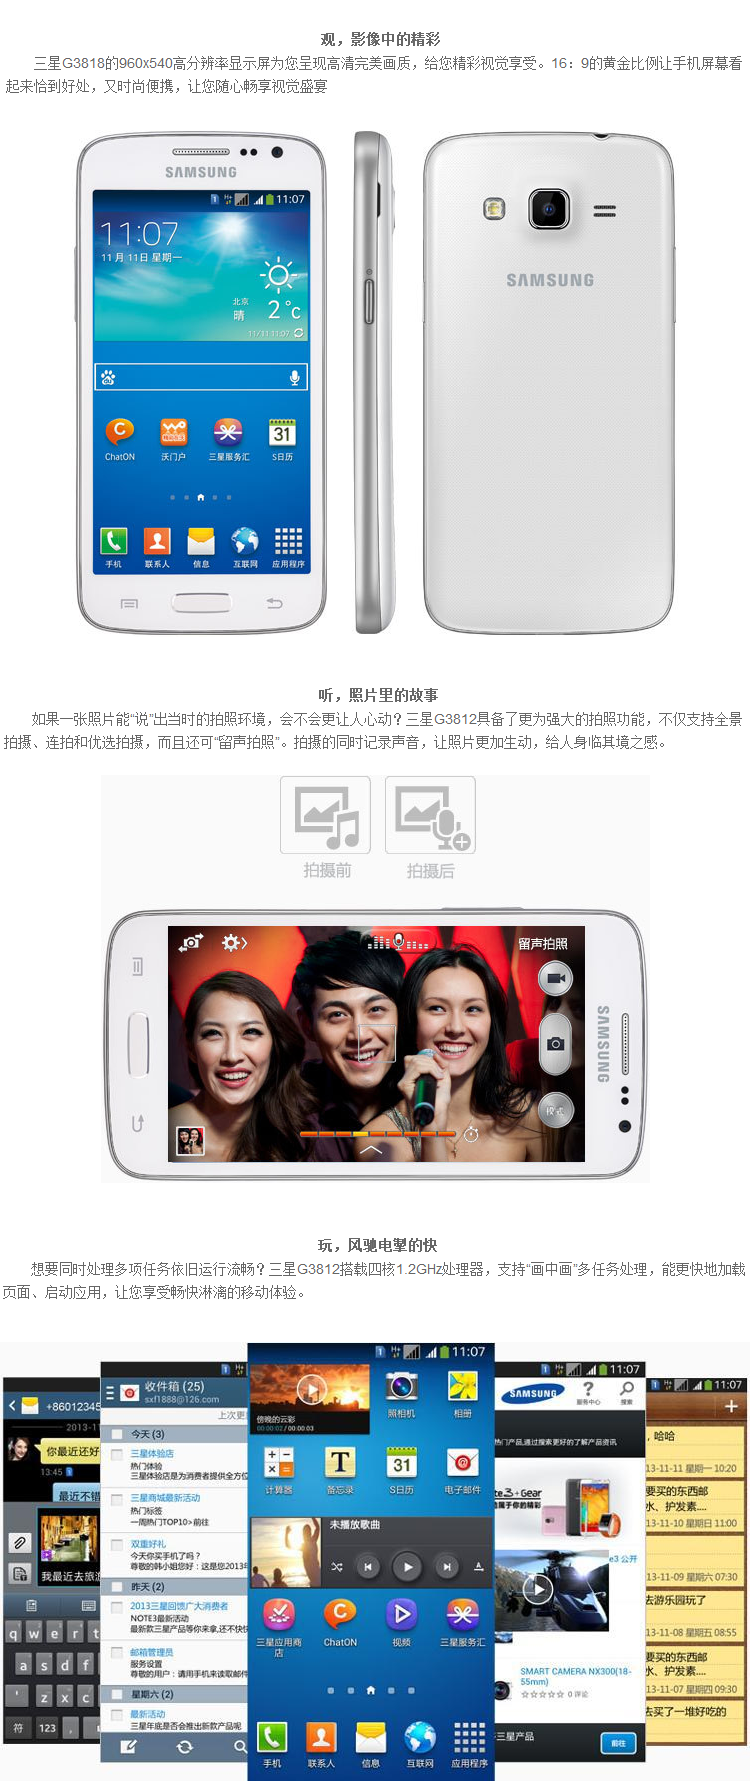 观，影像中的精彩
三星G3818的960x540高分辨率显示屏为您呈现高清完美画质，给您精彩视觉享受。16：9的黄金比例让手机屏幕看
起来恰到好处，又时尚便携，让您随心畅享视觉盛宴
SAMSUNG
11:07
11:07
11月 11日 星期一
北京
晴
2°c
11/11 11:07
SAMSUNG
ChatON
沃门户
三星服务汇
31
S日历
手机
联系人
信息
互联网
应用程序
听，照片里的故事
如果一张照片能“说”出当时的拍照环境，会不会更让人心动？三星G3812具备了更为强大的拍照功能，不仅支持全景
拍摄、连拍和优选拍摄，而且还可“留声拍照”。拍摄的同时记录声音，让照片更加生动，给人身临其境之感。
拍摄前
拍摄后
留声拍照
模式
SAMSUNG
玩，风驰电掣的快
想要同时处理多项任务依旧运行流畅？三星G3812搭载四核1.2GHz处理器，支持“画中画”多任务处理，能更快地加载
页面、启动应用，让您享受畅快淋漓的移动体验。
+86012345
2013-1
你最近还好
13:45
最近不错
我最近去旅游
q w e r t
a s d f
z x c
符 123
收件箱 (25)
sxf1888@126.com
上次更新
今天 (3)
三星体验店
热门体验
三星体验店是为消费者提供全方位
三星商城最新活动
热门标签
一周热门TOP10>前往
双重好礼
今天你买手机了吗？
尊敬的韩小姐您好：这是您2013年
昨天 (2)
2013三星回馈广大消费者
NOTE3最新活动
最新款三星产品等你来拿,还不快快
邮箱管理员
服务设置
尊敬的用户：请用手机来读取邮件
星期六 (2)
最新活动
三星年底是否会推出新款产品呢
11:07
傍晚的云彩
00:00:02 / 00:00:03
照相机
相册
计算器
T
备忘录
31
S日历
电子邮件
未播放歌曲
三星应用商
店
ChatON
视频
三星服务汇
手机
联系人
信息
互联网
应用程序
11:07
SAMSUNG
服务中心
搜索
热门产品,通过搜索更好的了解产品资讯
te 3 + Gear
te3 公开
SMART CAMERA NX300(18-
55mm)
0 评论
三星产品
前往
11:07
，哈哈
13-11-11 星期一 10:20
要买的东西邮
水、护发素....
13-11-10 星期日 11:00
13-11-09 星期六 07:30
去游乐园玩了
13-11-08 星期五 08:55
要买的东西邮
水、护发素....
13-11-07 星期四 09:30
去买了一堆好吃的